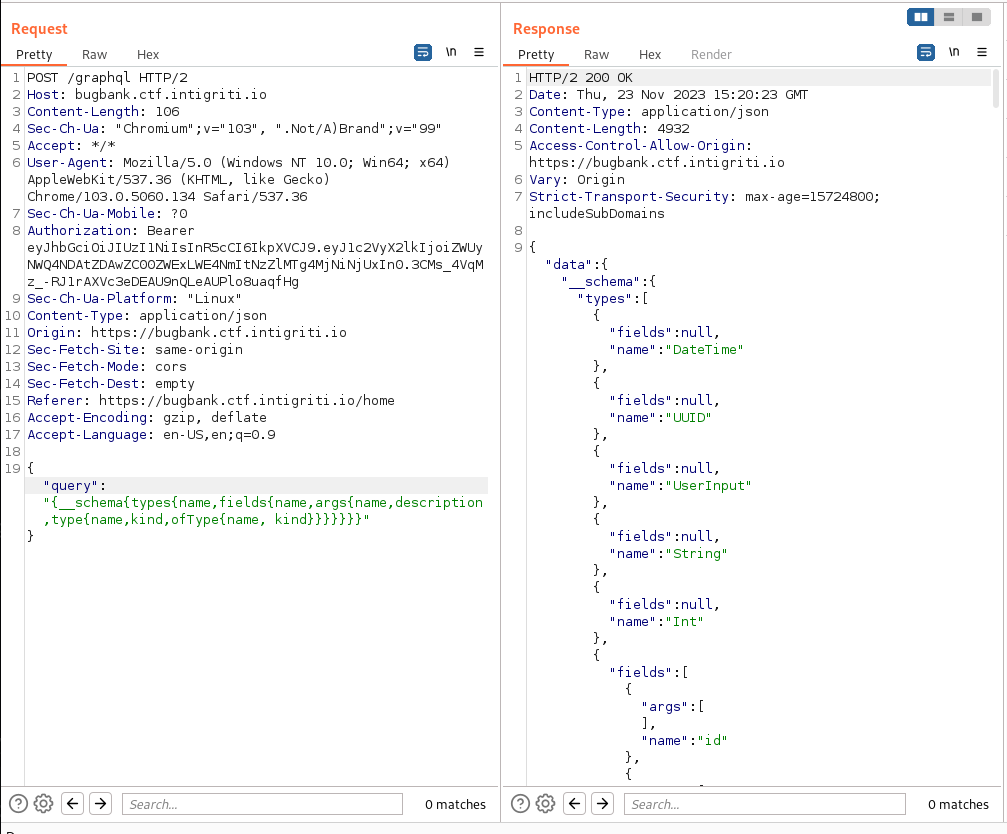 Request
Pretty Raw Hex
\n
1 POST /graphql HTTP/2
2 Host: bugbank.ctf.intigriti.io
3 Content-Length: 106
4 Sec-Ch-Ua: "Chromium";v="103", ".Not/A)Brand";v="99"
5 Accept: */*
6 User-Agent: Mozilla/5.0 (Windows NT 10.0; Win64; x64)
AppleWebKit/537.36 (KHTML, like Gecko)
Chrome/103.0.5060.134 Safari/537.36
7 Sec-Ch-Ua-Mobile: ?0
8 Authorization: Bearer
eyJhbGciOiJIUzI1NiIsInR5cCI6IkpXVCJ9.eyJ1c2VyX2lkIjoiZWUy
NWQ4NDAtZDAwZC00ZWExLWE4NmItNzZlMTg4MjNiNjUxIn0.3CMs_4VqM
z_-RJ1rAXVc3eDEAU9nQLeAUPlo8uaqfHg
9 Sec-Ch-Ua-Platform: "Linux"
10 Content-Type: application/json
11 Origin: https://bugbank.ctf.intigriti.io
12 Sec-Fetch-Site: same-origin
13 Sec-Fetch-Mode: cors
14 Sec-Fetch-Dest: empty
15 Referer: https://bugbank.ctf.intigriti.io/home
16 Accept-Encoding: gzip, deflate
17 Accept-Language: en-US,en;q=0.9
18
19 {
"query":
"{__schema{types{name,fields{name,args{name,description
,type{name,kind,ofType{name, kind}}}}}}}"
}
Search...
0 matches
Response
Pretty Raw Hex Render
\n
1 HTTP/2 200 OK
2 Date: Thu, 23 Nov 2023 15:20:23 GMT
3 Content-Type: application/json
4 Content-Length: 4932
5 Access-Control-Allow-Origin:
https://bugbank.ctf.intigriti.io
6 Vary: Origin
7 Strict-Transport-Security: max-age=15724800;
includeSubDomains
8
9 {
"data":{
"__schema":{
"types":[
{
"fields":null,
"name":"DateTime"
},
{
"fields":null,
"name":"UUID"
},
{
"fields":null,
"name":"UserInput"
},
{
"fields":null,
"name":"String"
},
{
"fields":null,
"name":"Int"
},
{
"fields":[
{
"args":[
],
"name":"id"
},
{
Search...
0 matches